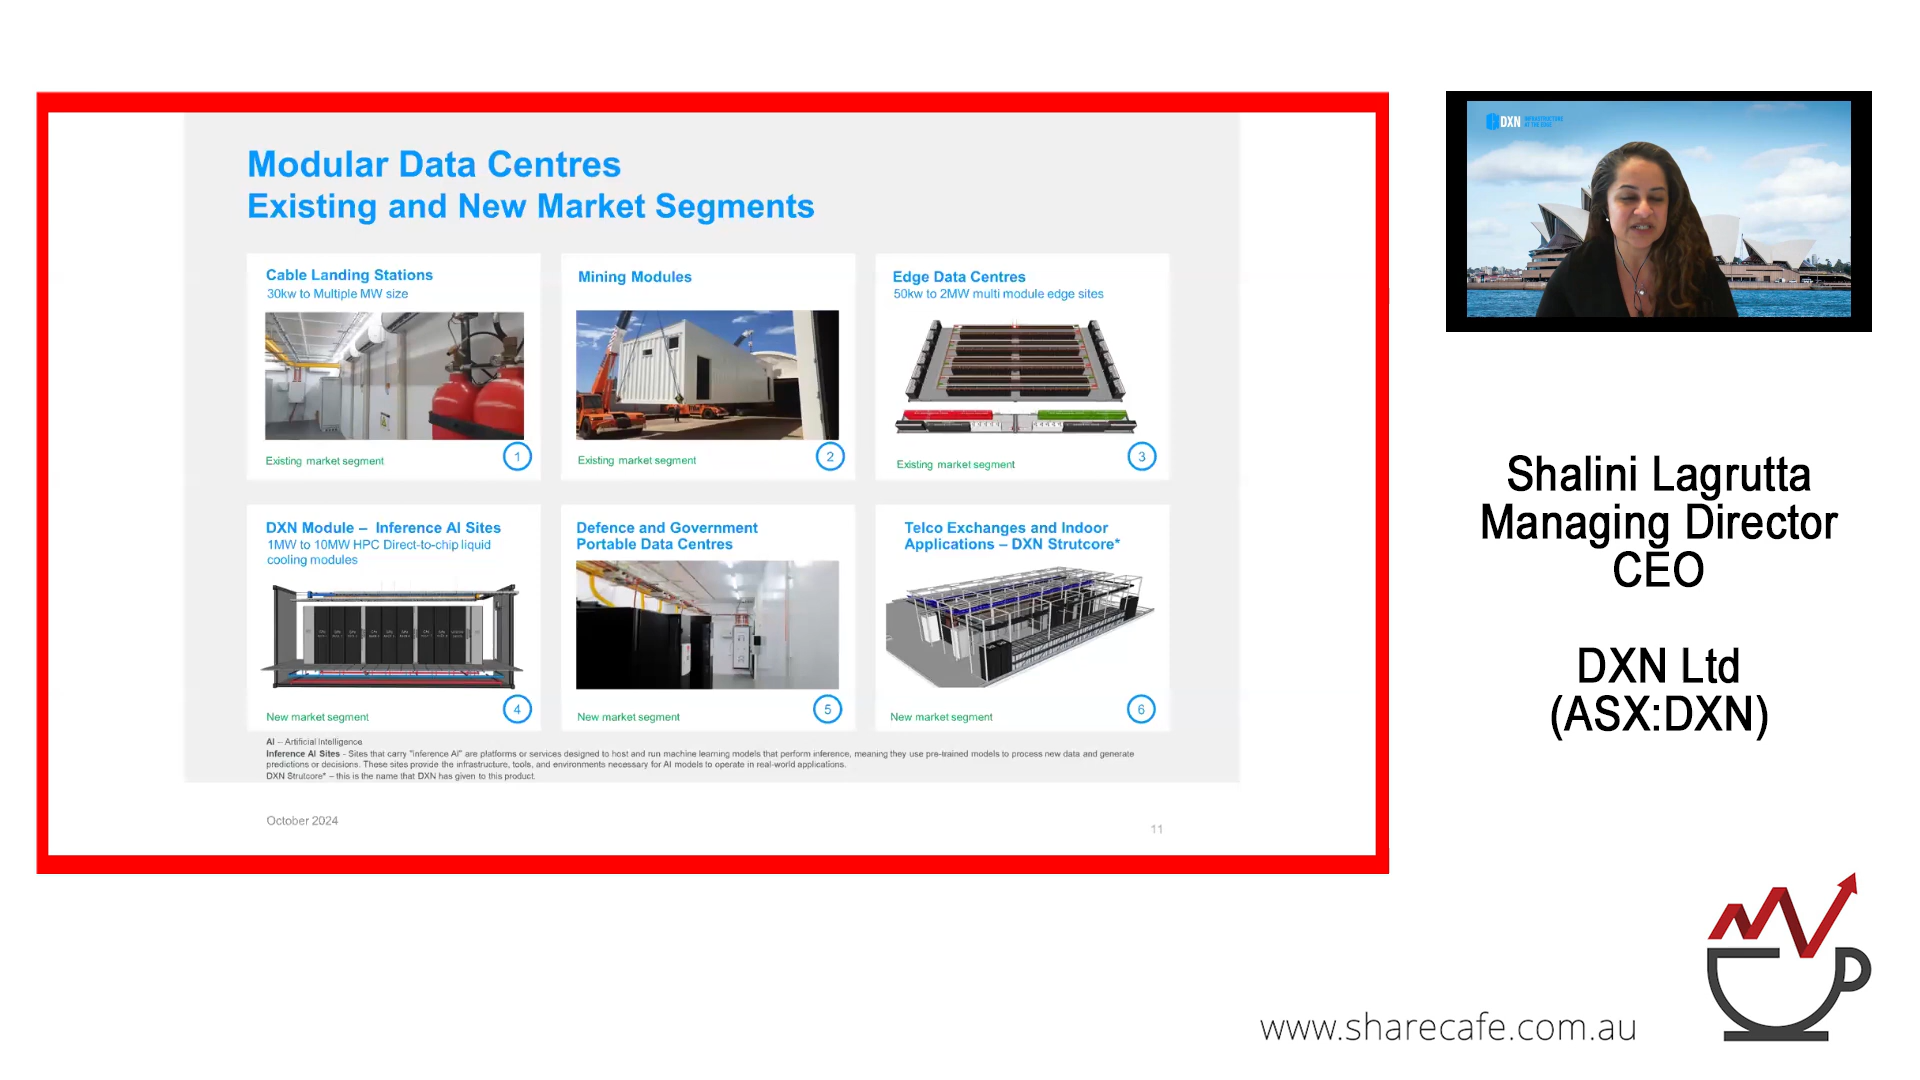 Modular Data Centres
Existing and New Market Segments
Cable Landing Stations
30kw to Multiple MW size
Existing market segment
1
Mining Modules
Existing market segment
2
Edge Data Centres
50kw to 2MW multi module edge sites
Existing market segment
3
DXN Module – Inference AI Sites
1MW to 10MW HPC Direct-to-chip liquid
cooling modules
New market segment
4
Defence and Government
Portable Data Centres
New market segment
5
Telco Exchanges and Indoor
Applications – DXN Strutcore*
New market segment
6
AI – Artificial Intelligence
Inference AI Sites - Sites that carry "inference AI" are platforms or services designed to host and run machine learning models that perform inference, meaning they use pre-trained models to process new data and generate
predictions or decisions. These sites provide the infrastructure, tools, and environments necessary for AI models to operate in real-world applications.
DXN Strutcore* – this is the name that DXN has given to this product.
October 2024
11
DXN INFRASTRUCTURE
AT THE EDGE
Shalini Lagrutta
Managing Director
CEO
DXN Ltd
(ASX:DXN)
www.sharecafe.com.au